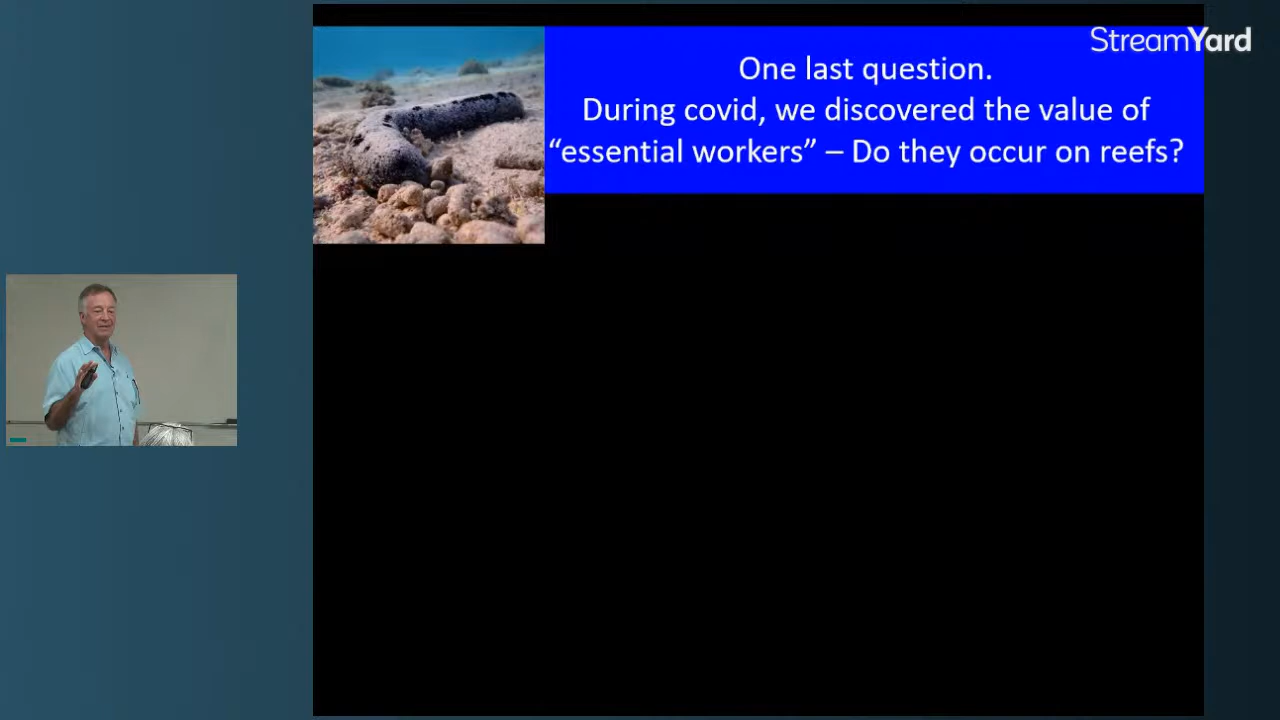 StreamYard
One last question.
During covid, we discovered the value of
“essential workers” – Do they occur on reefs?